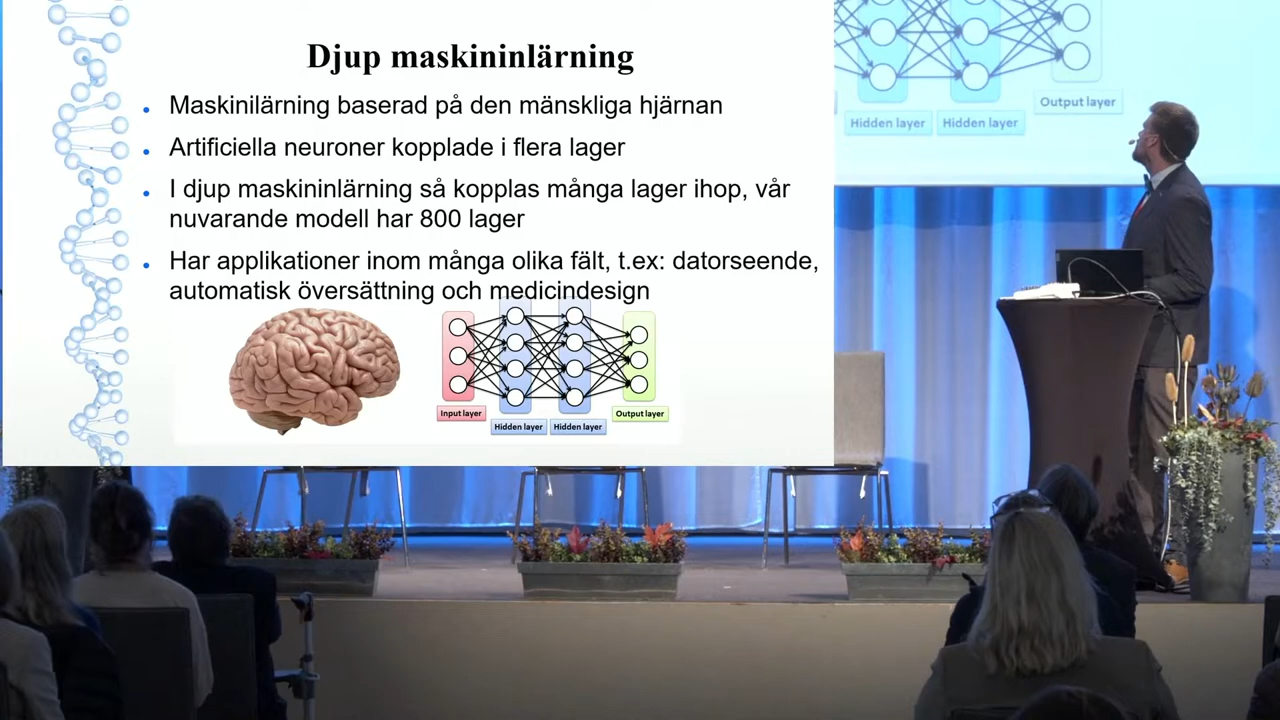 Djup maskininlärning
Maskinilärning baserad på den mänskliga hjärnan
Artificiella neuroner kopplade i flera lager
I djup maskininlärning så kopplas många lager ihop, vår
nuvarande modell har 800 lager
Har applikationer inom många olika fält, t.ex: datorseende,
automatisk översättning och medicindesign
Input layer
Hidden layer
Hidden layer
Output layer
Hidden layer
Hidden layer
Output layer